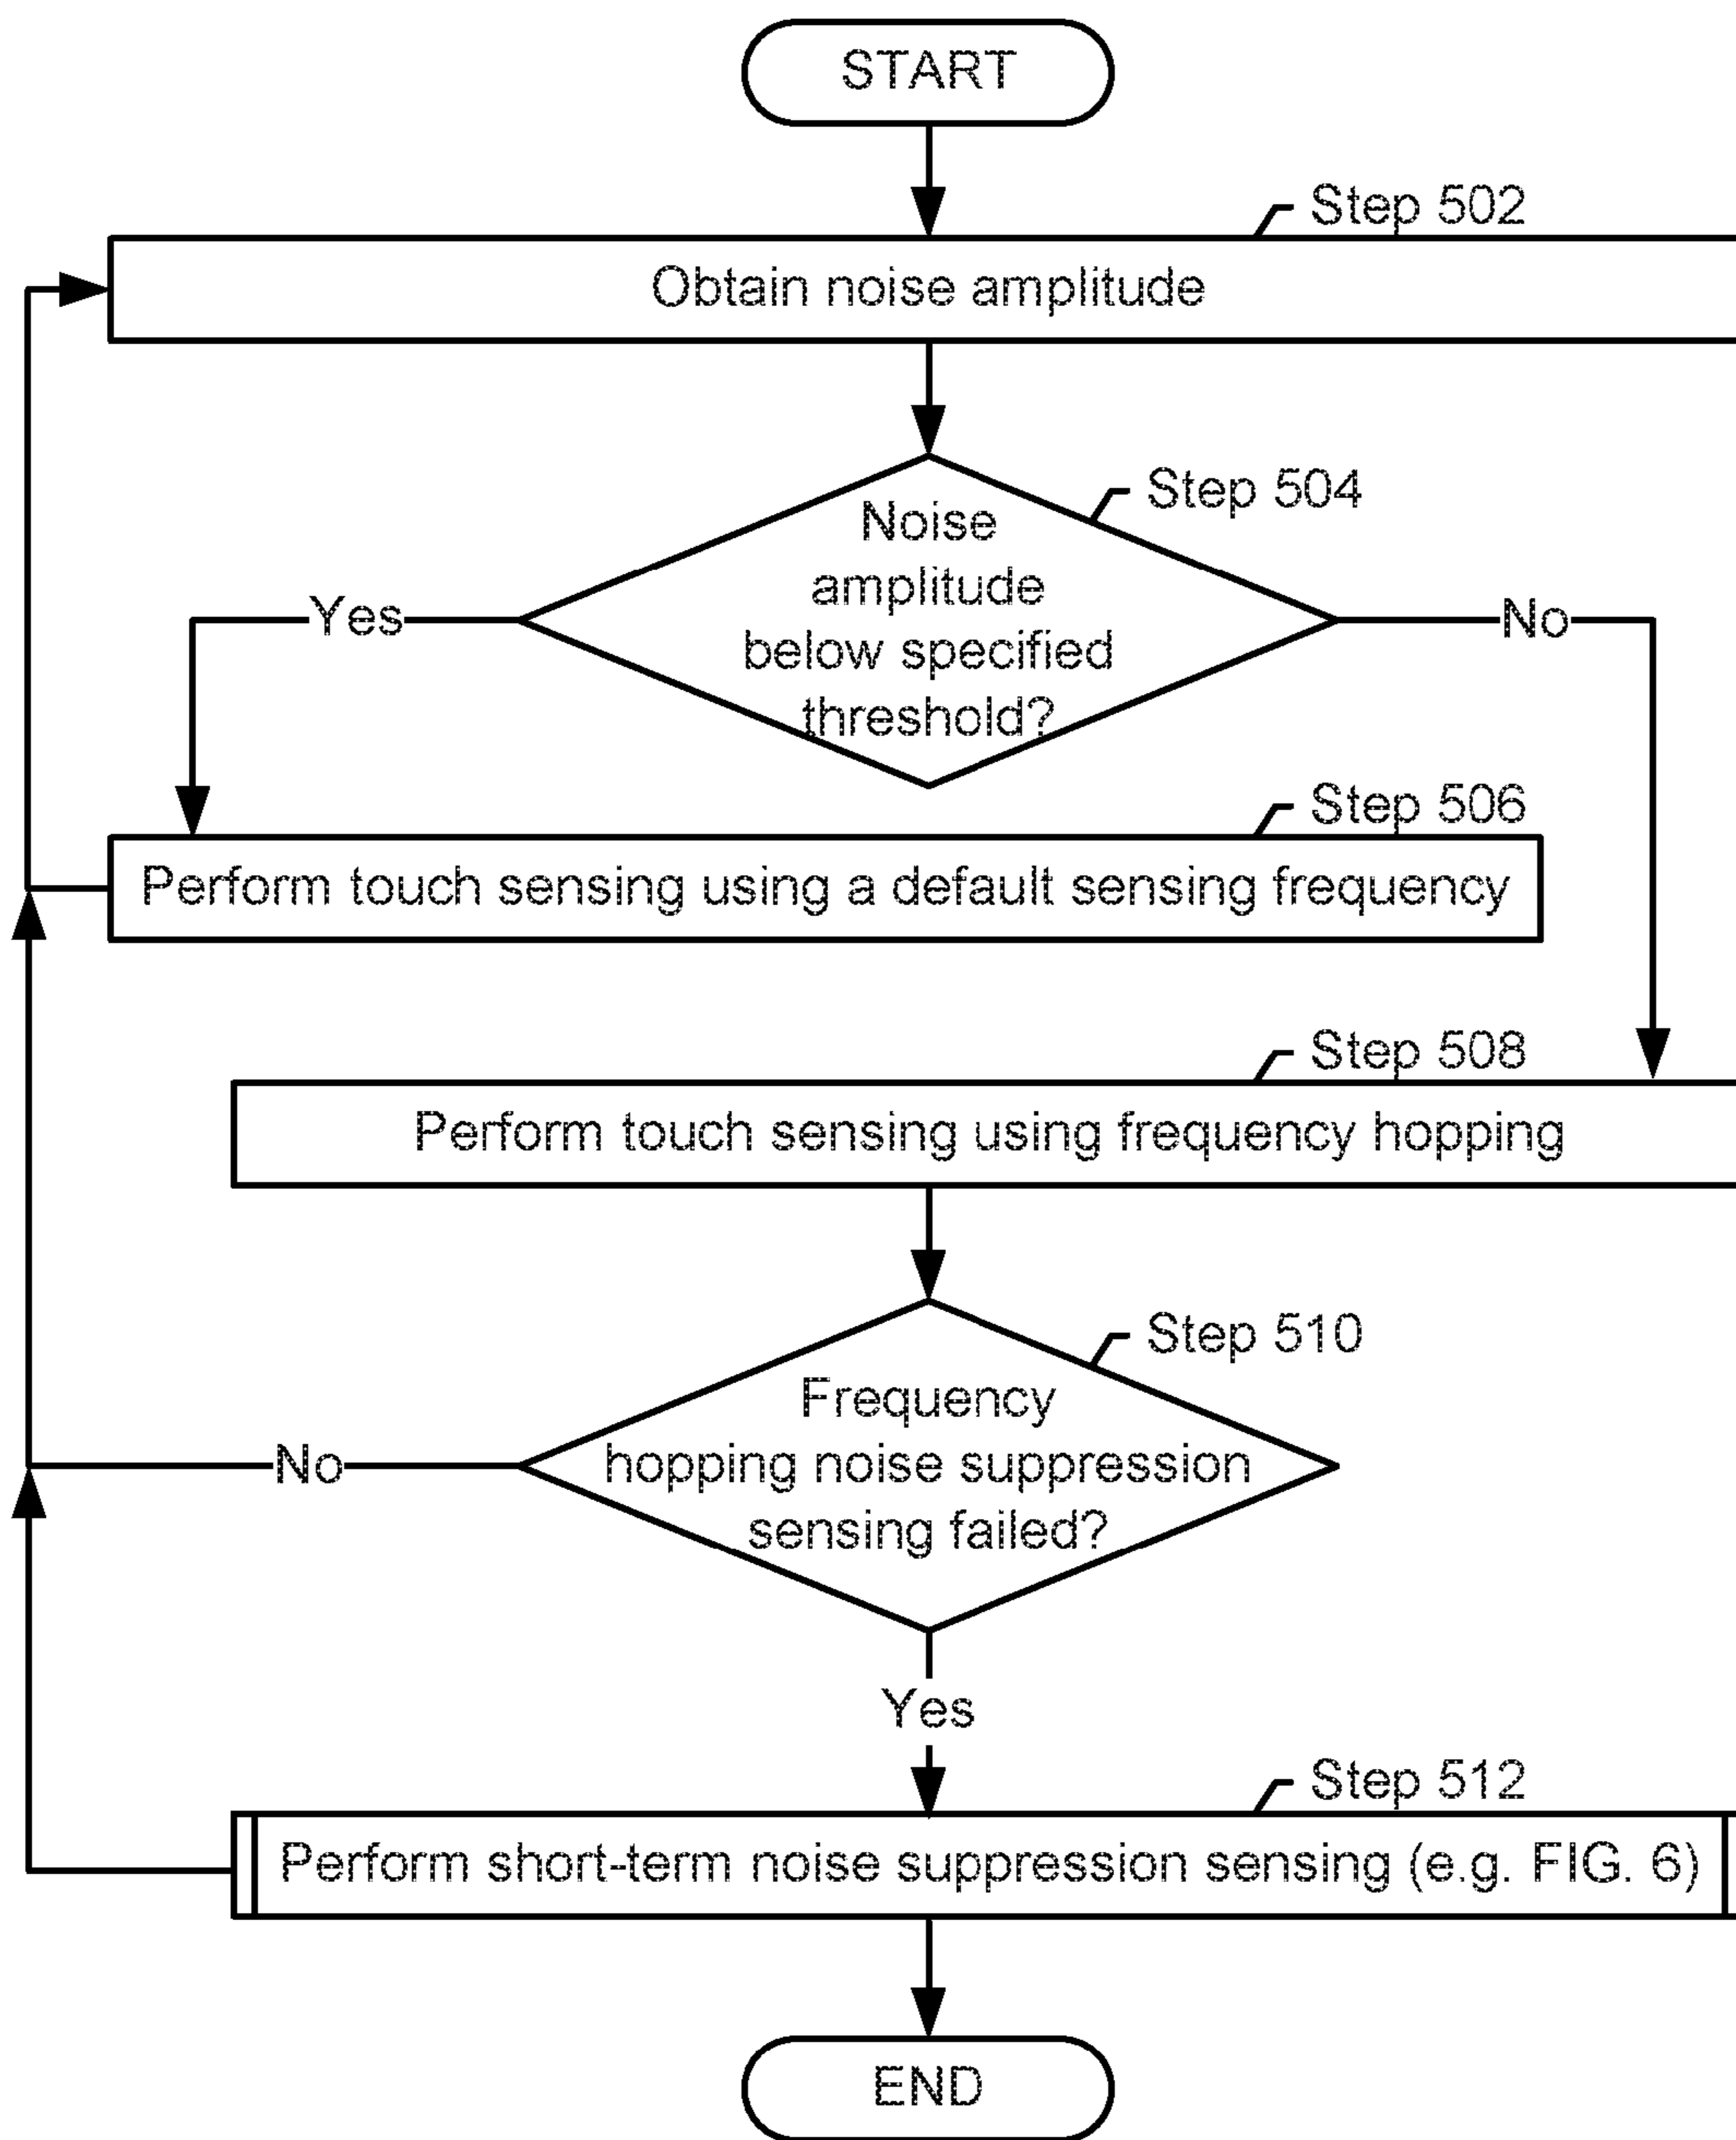 START
Step 502
Obtain noise amplitude
Step 504
Noise
amplitude
below specified
threshold?
Yes
No
Step 506
Perform touch sensing using a default sensing frequency
Step 508
Perform touch sensing using frequency hopping
Step 510
Frequency
hopping noise suppression
sensing failed?
No
Yes
Step 512
Perform short-term noise suppression sensing (e.g. FIG. 6)
END